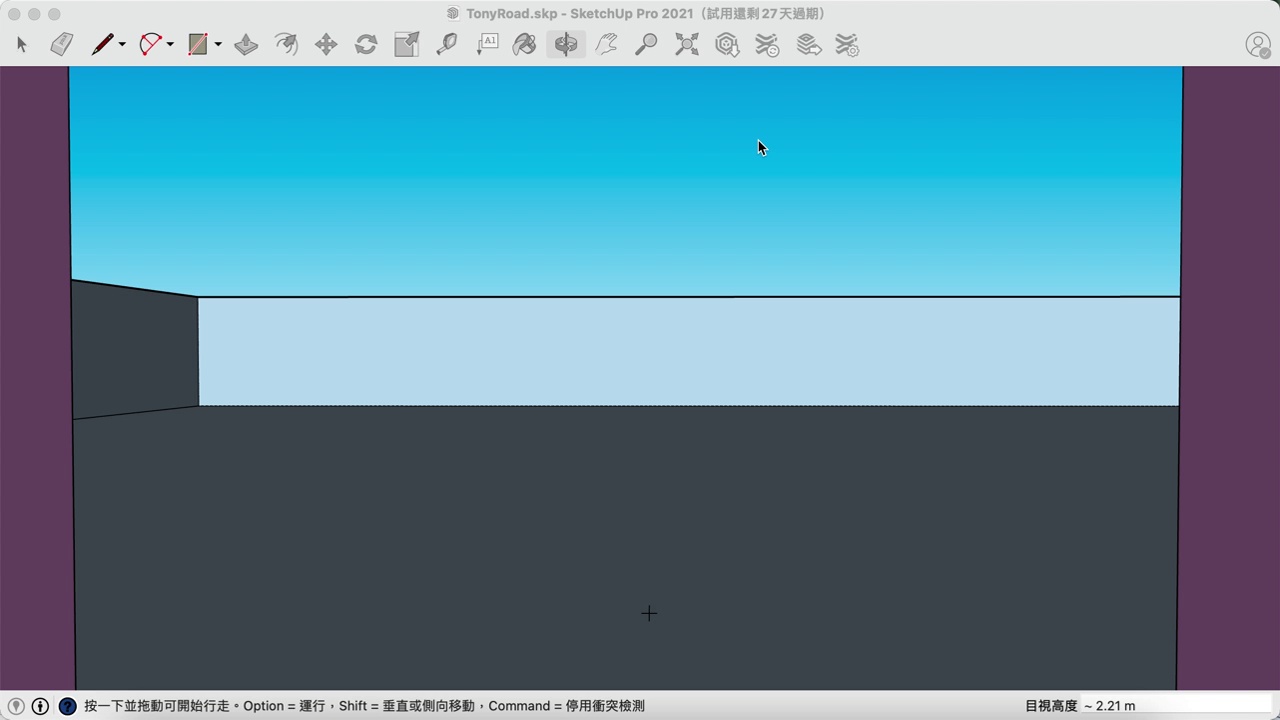 TonyRoad.skp - SketchUp Pro 2021（試用還剩 27 天過期）
A1
按一下並拖動可開始行走。Option = 運行，Shift = 垂直或側向移動，Command = 停用衝突檢測
目視高度 ~ 2.21 m